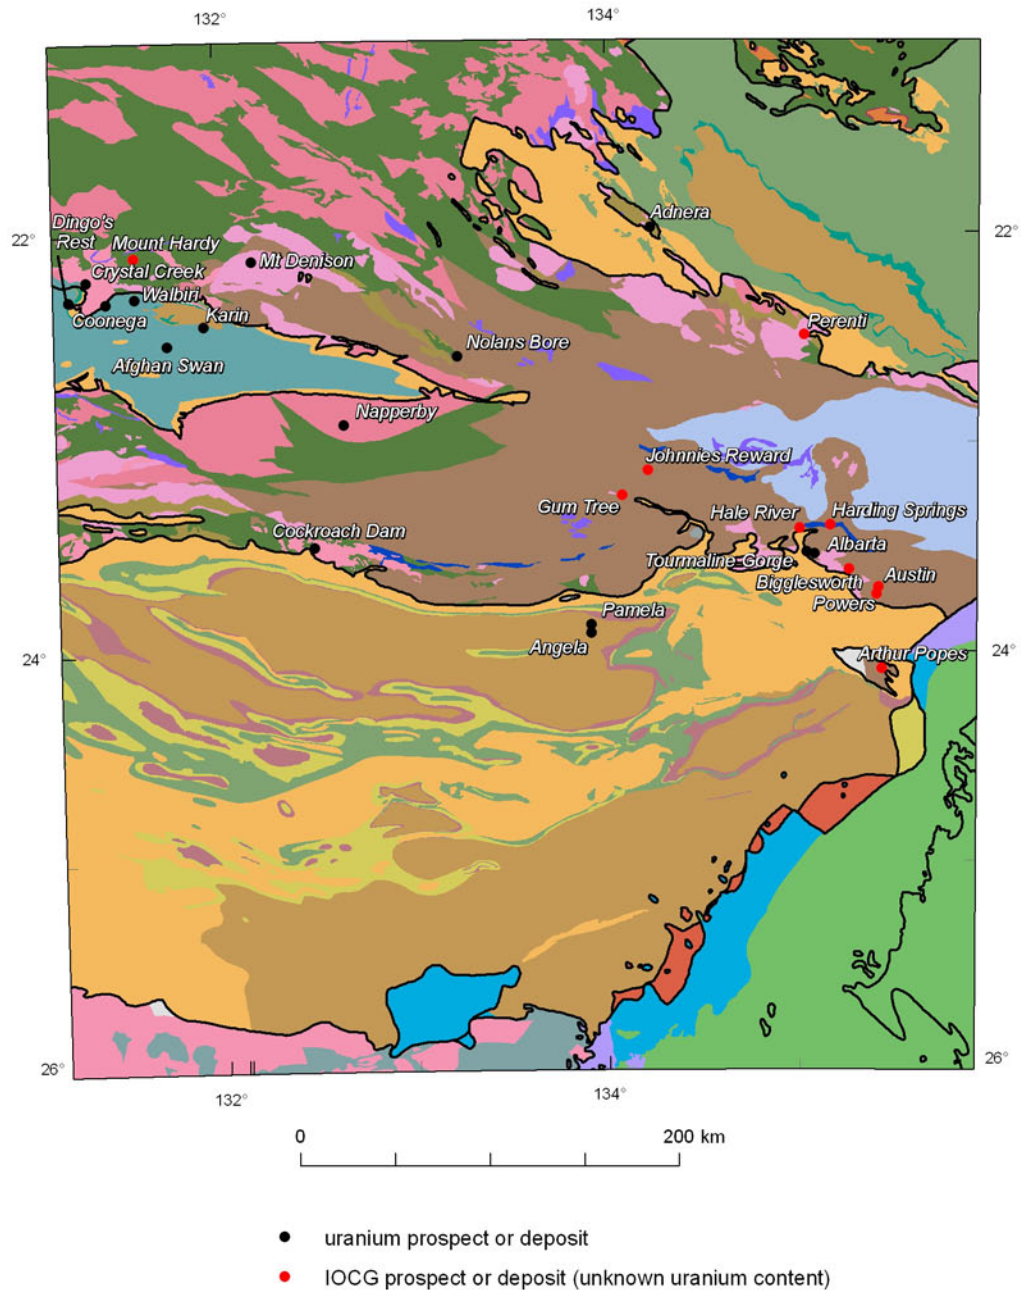 132°
134°
22°
22°
Dingo's
Rest
Mount Hardy
Crystal Creek
Mt Denison
Adnera
Walbiri
Coonega
Karin
Afghan Swan
Nolans Bore
Perenti
Napperby
Johnnies Reward
Gum Tree
Hale River
Harding Springs
Cockroach Dam
Albarta
Tourmaline Gorge
Bigglesworth
Austin
Powers
Pamela
Angela
24°
24°
Arthur Popes
26°
26°
132°
134°
0
200 km
uranium prospect or deposit
IOCG prospect or deposit (unknown uranium content)